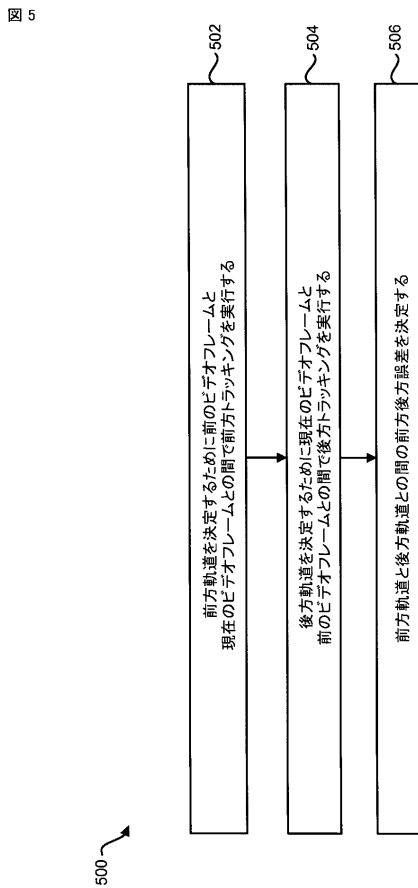 図 5
500
502
前方軌道を決定するために前のビデオフレームと
現在のビデオフレームとの間で前方トラッキングを実行する
504
後方軌道を決定するために現在のビデオフレームと
前のビデオフレームとの間で後方トラッキングを実行する
506
前方軌道と後方軌道との間の前方後方誤差を決定する